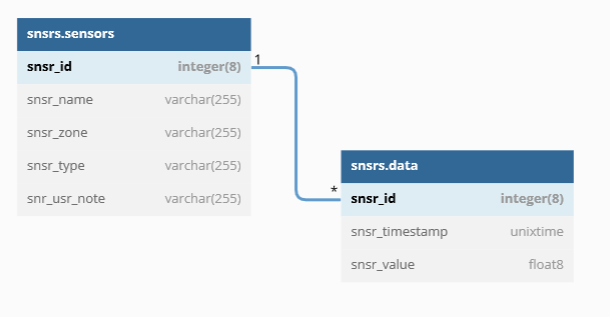 snsrs.sensors
snsr_id integer(8)
snsr_name varchar(255)
snsr_zone varchar(255)
snsr_type varchar(255)
snr_usr_note varchar(255)
1
*
snsrs.data
snsr_id integer(8)
snsr_timestamp unixtime
snsr_value float8